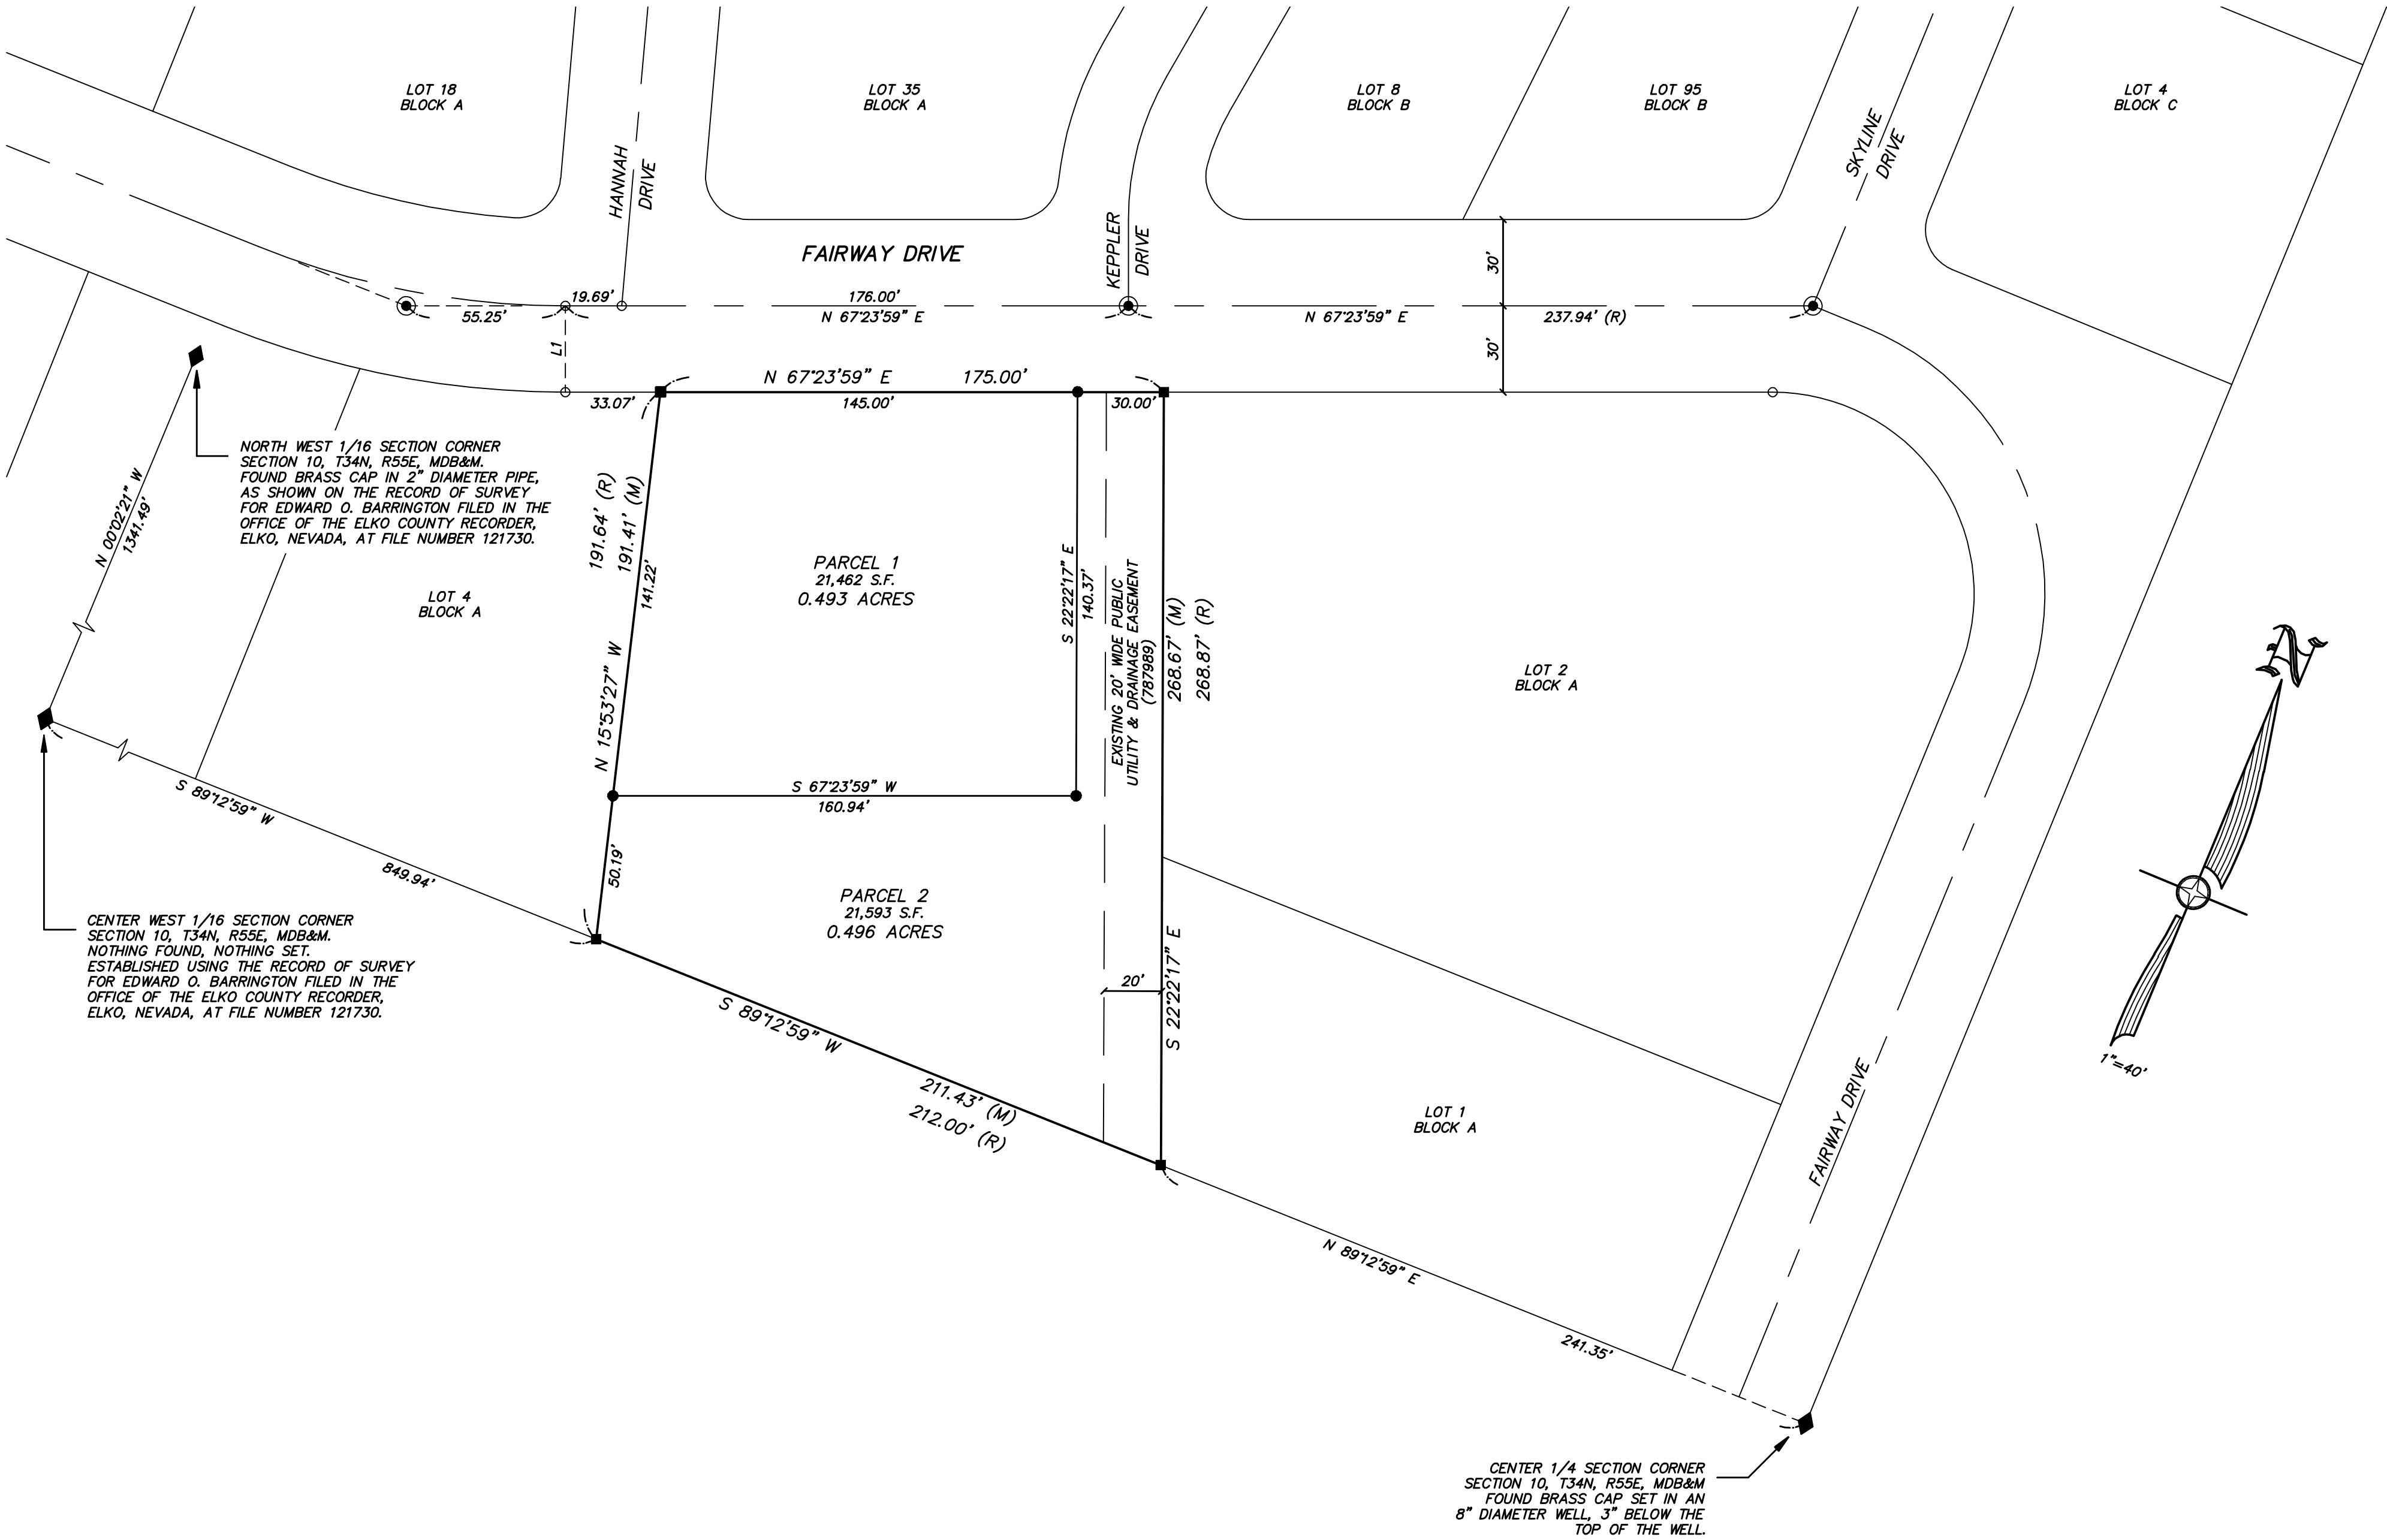 LOT 18
BLOCK A
LOT 35
BLOCK A
LOT 8
BLOCK B
LOT 95
BLOCK B
LOT 4
BLOCK C
HANNAH
DRIVE
KEPPLER
DRIVE
SKYLINE
DRIVE
FAIRWAY DRIVE
19.69'
55.25'
176.00'
N 67°23'59" E
N 67°23'59" E
237.94' (R)
30'
30'
L1
N 67°23'59" E
175.00'
33.07'
145.00'
30.00'
NORTH WEST 1/16 SECTION CORNER
SECTION 10, T34N, R55E, MDB&M.
FOUND BRASS CAP IN 2" DIAMETER PIPE,
AS SHOWN ON THE RECORD OF SURVEY
FOR EDWARD O. BARRINGTON FILED IN THE
OFFICE OF THE ELKO COUNTY RECORDER,
ELKO, NEVADA, AT FILE NUMBER 121730.
N 00°02'21" W
1341.49'
LOT 4
BLOCK A
191.64' (R)
191.41' (M)
141.22'
N 15°53'27" W
50.19'
PARCEL 1
21,462 S.F.
0.493 ACRES
S 22°22'17" E
140.37'
EXISTING 20' WIDE PUBLIC
UTILITY & DRAINAGE EASEMENT
(787989)
268.67' (M)
268.87' (R)
S 22°22'17" E
LOT 2
BLOCK A
S 67°23'59" W
160.94'
S 89°12'59" W
849.94'
PARCEL 2
21,593 S.F.
0.496 ACRES
20'
CENTER WEST 1/16 SECTION CORNER
SECTION 10, T34N, R55E, MDB&M.
NOTHING FOUND, NOTHING SET.
ESTABLISHED USING THE RECORD OF SURVEY
FOR EDWARD O. BARRINGTON FILED IN THE
OFFICE OF THE ELKO COUNTY RECORDER,
ELKO, NEVADA, AT FILE NUMBER 121730.
S 89°12'59" W
211.43' (M)
212.00' (R)
LOT 1
BLOCK A
FAIRWAY DRIVE
N
1"=40'
N 89°12'59" E
241.35'
CENTER 1/4 SECTION CORNER
SECTION 10, T34N, R55E, MDB&M
FOUND BRASS CAP SET IN AN
8" DIAMETER WELL, 3" BELOW THE
TOP OF THE WELL.